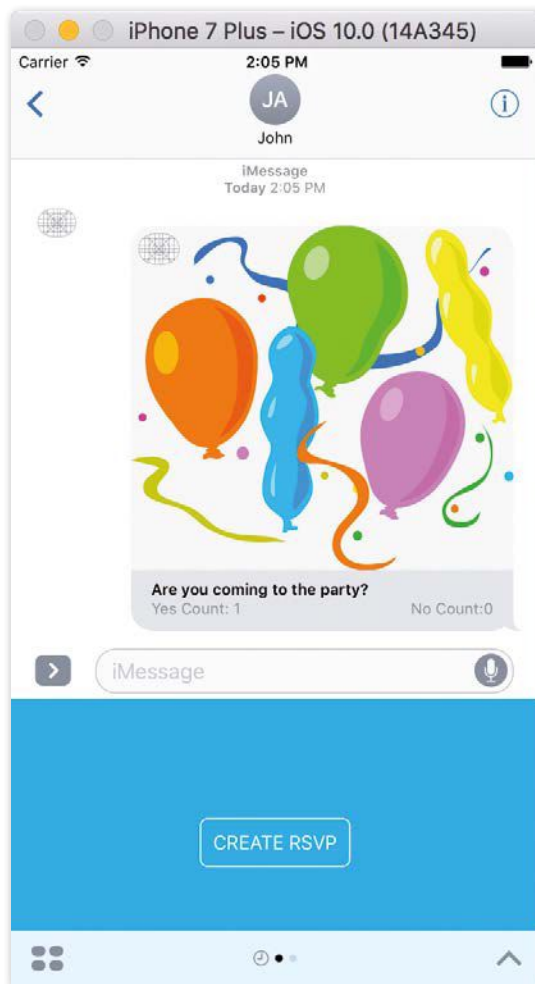 iPhone 7 Plus – iOS 10.0 (14A345)
Carrier 2:05 PM
JA
John
iMessage
Today 2:05 PM
Are you coming to the party?
Yes Count: 1 No Count:0
iMessage
CREATE RSVP